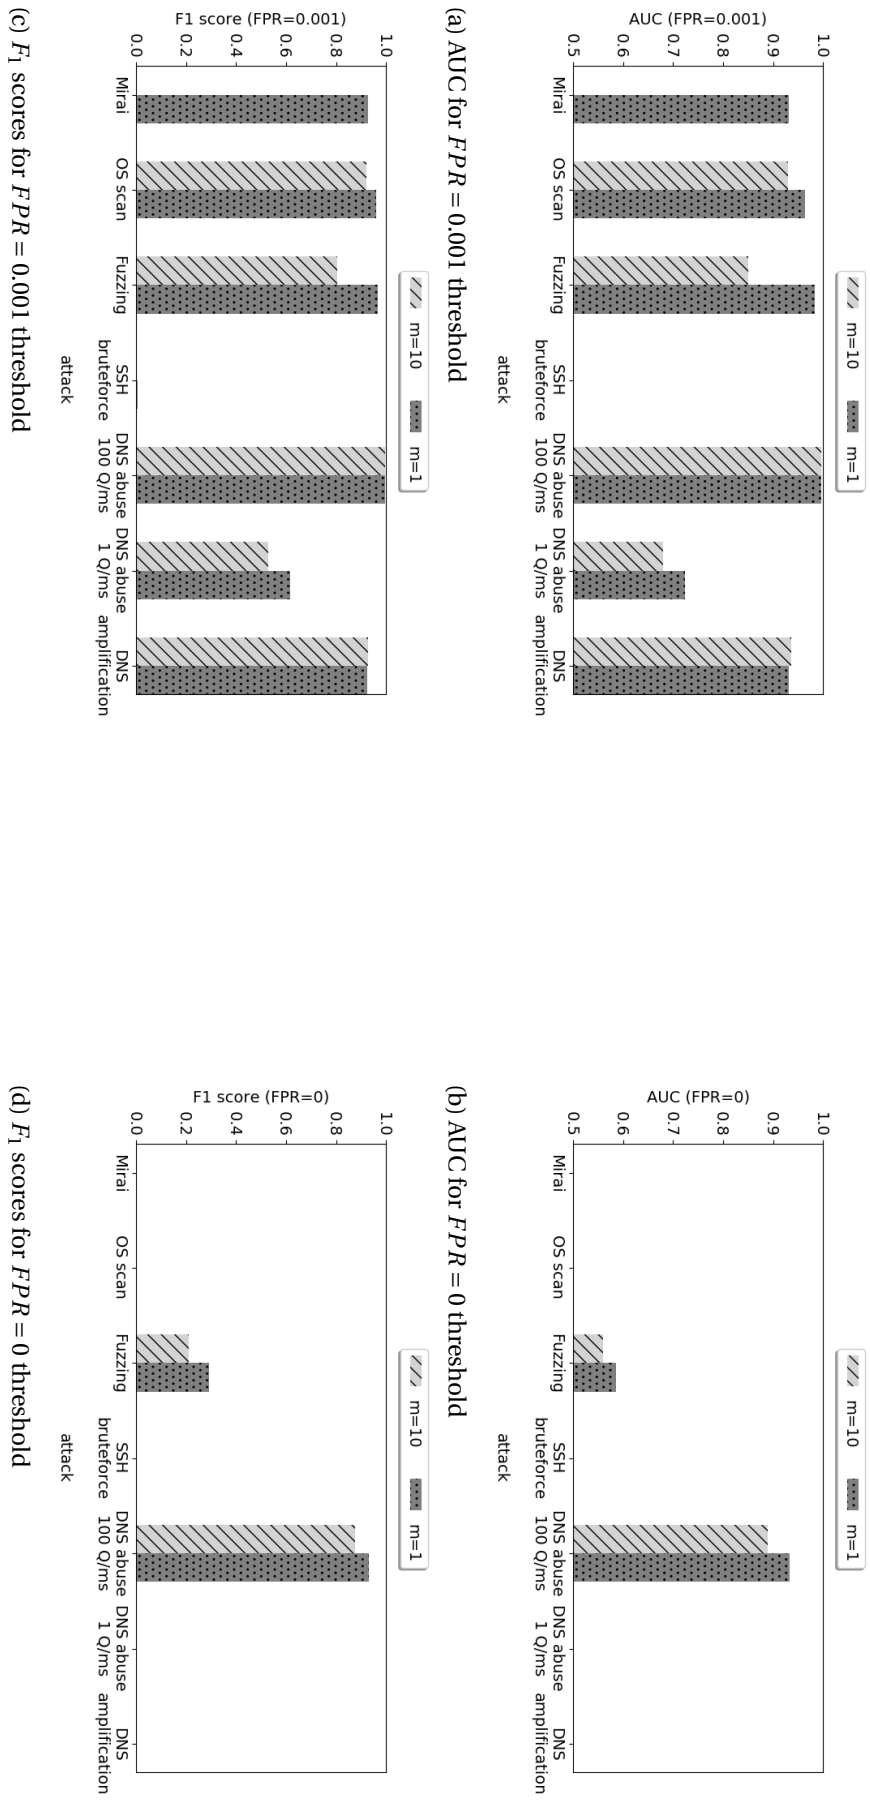 m=10 m=1
AUC (FPR=0.001)
1.0
0.9
0.8
0.7
0.6
0.5
Mirai
OS scan
Fuzzing
SSH
bruteforce
DNS abuse
100 Q/ms
DNS abuse
1 Q/ms
DNS
amplification
attack
(a) AUC for FPR = 0.001 threshold
m=10 m=1
AUC (FPR=0)
1.0
0.9
0.8
0.7
0.6
0.5
Mirai
OS scan
Fuzzing
SSH
bruteforce
DNS abuse
100 Q/ms
DNS abuse
1 Q/ms
DNS
amplification
attack
(b) AUC for FPR = 0 threshold
m=10 m=1
F1 score (FPR=0.001)
1.0
0.8
0.6
0.4
0.2
0.0
Mirai
OS scan
Fuzzing
SSH
bruteforce
DNS abuse
100 Q/ms
DNS abuse
1 Q/ms
DNS
amplification
attack
(c) F₁ scores for FPR = 0.001 threshold
m=10 m=1
F1 score (FPR=0)
1.0
0.8
0.6
0.4
0.2
0.0
Mirai
OS scan
Fuzzing
SSH
bruteforce
DNS abuse
100 Q/ms
DNS abuse
1 Q/ms
DNS
amplification
attack
(d) F₁ scores for FPR = 0 threshold